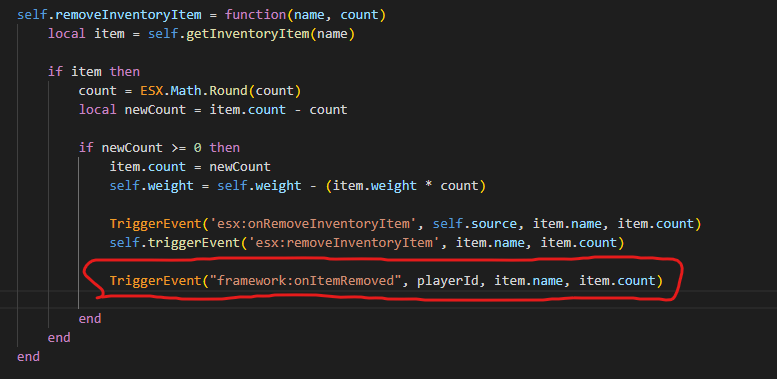 self.removeInventoryItem = function(name, count)
local item = self.getInventoryItem(name)
if item then
count = ESX.Math.Round(count)
local newCount = item.count - count
if newCount >= 0 then
item.count = newCount
self.weight = self.weight - (item.weight * count)
TriggerEvent('esx:onRemoveInventoryItem', self.source, item.name, item.count)
self.triggerEvent('esx:removeInventoryItem', item.name, item.count)
TriggerEvent("framework:onItemRemoved", playerId, item.name, item.count)
end
end
end